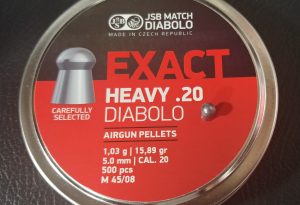 JSB MATCH
DIABOLO
MADE IN CZECH REPUBLIC
EXACT
HEAVY .20
DIABOLO
CAREFULLY
SELECTED
AIRGUN PELLETS
1,03 g | 15,89 gr
5.0 mm | CAL. 20
500 pcs
M 45/08